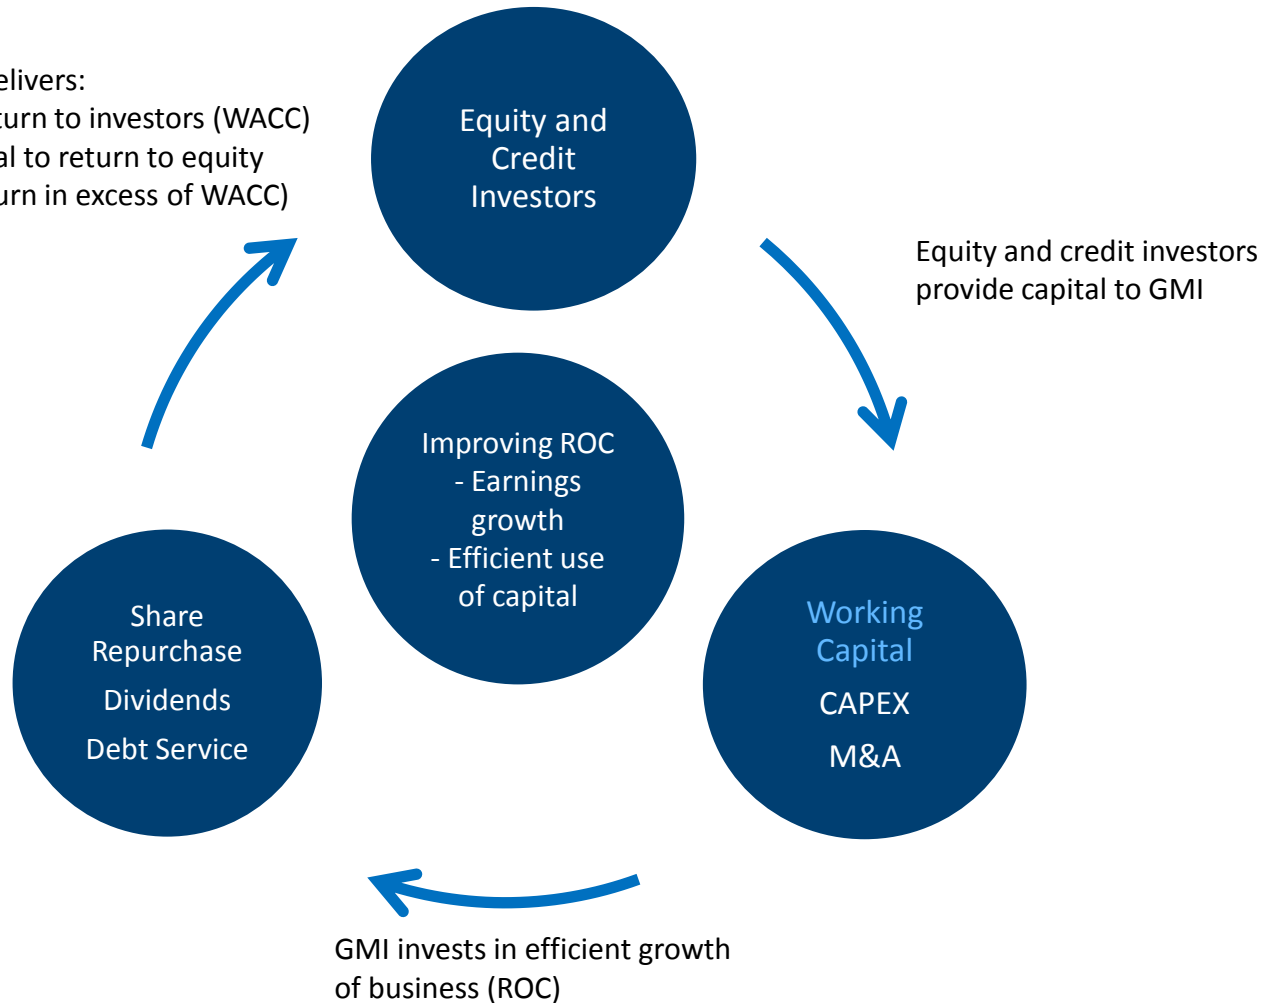 elivers:
turn to investors (WACC)
al to return to equity
urn in excess of WACC)
Equity and
Credit
Investors
Equity and credit investors
provide capital to GMI
Improving ROC
- Earnings
growth
- Efficient use
of capital
Share
Repurchase
Dividends
Debt Service
Working
Capital
CAPEX
M&A
GMI invests in efficient growth
of business (ROC)